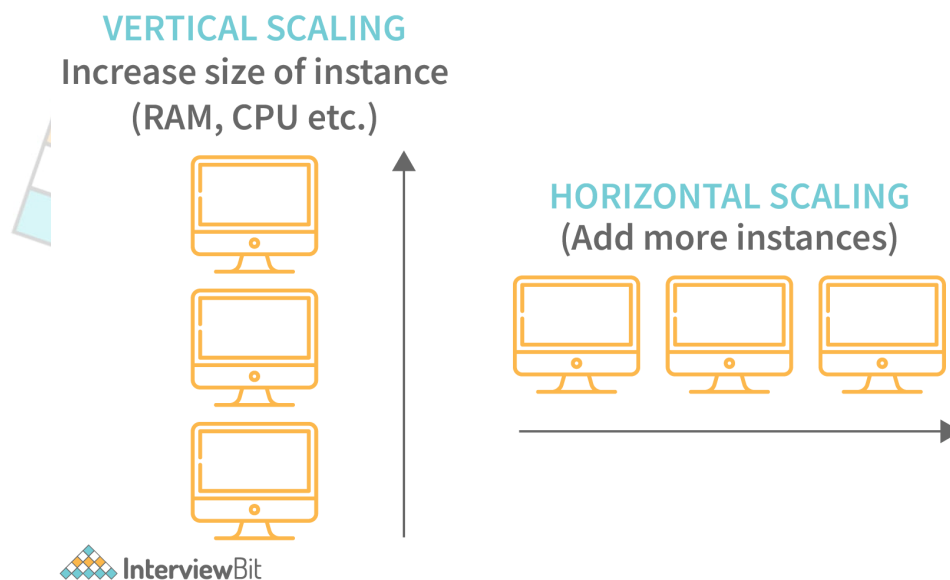 VERTICAL SCALING
Increase size of instance
(RAM, CPU etc.)
HORIZONTAL SCALING
(Add more instances)
InterviewBit